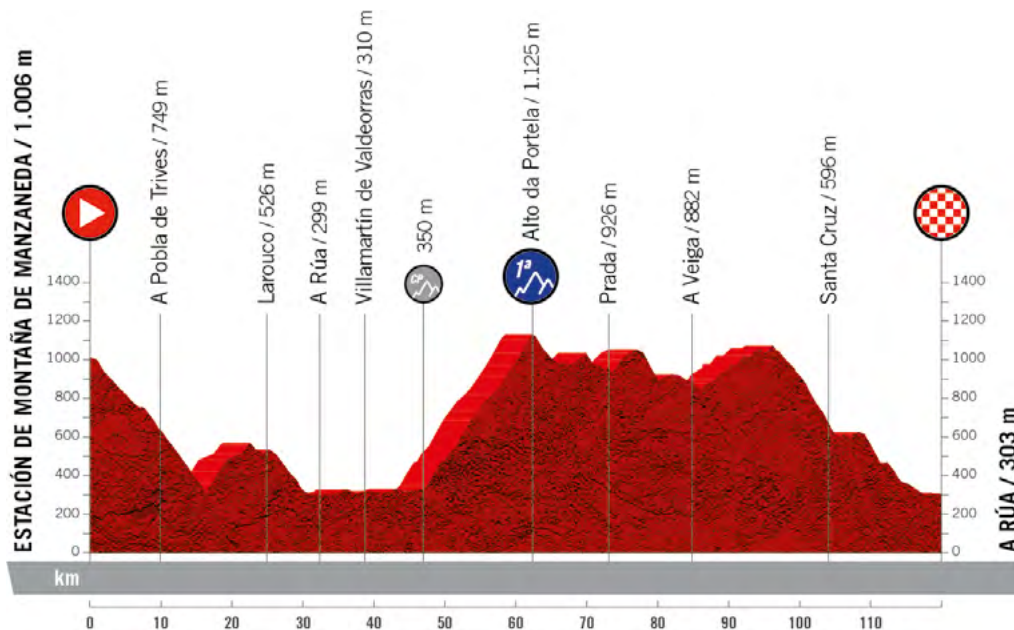 ESTACIÓN DE MONTAÑA DE MANZANEDA / 1.006 m
A Pobla de Trives / 749 m
Larouco / 526 m
A Rúa / 299 m
Villamartín de Valdeorras / 310 m
350 m
Alto da Portela / 1.125 m
Prada / 926 m
A Veiga / 882 m
Santa Cruz / 596 m
A RÚA / 303 m
1ª
1400 1400
1200 1200
1000 1000
800 800
600 600
400 400
200 200
0 0
km
0 10 20 30 40 50 60 70 80 90 100 110